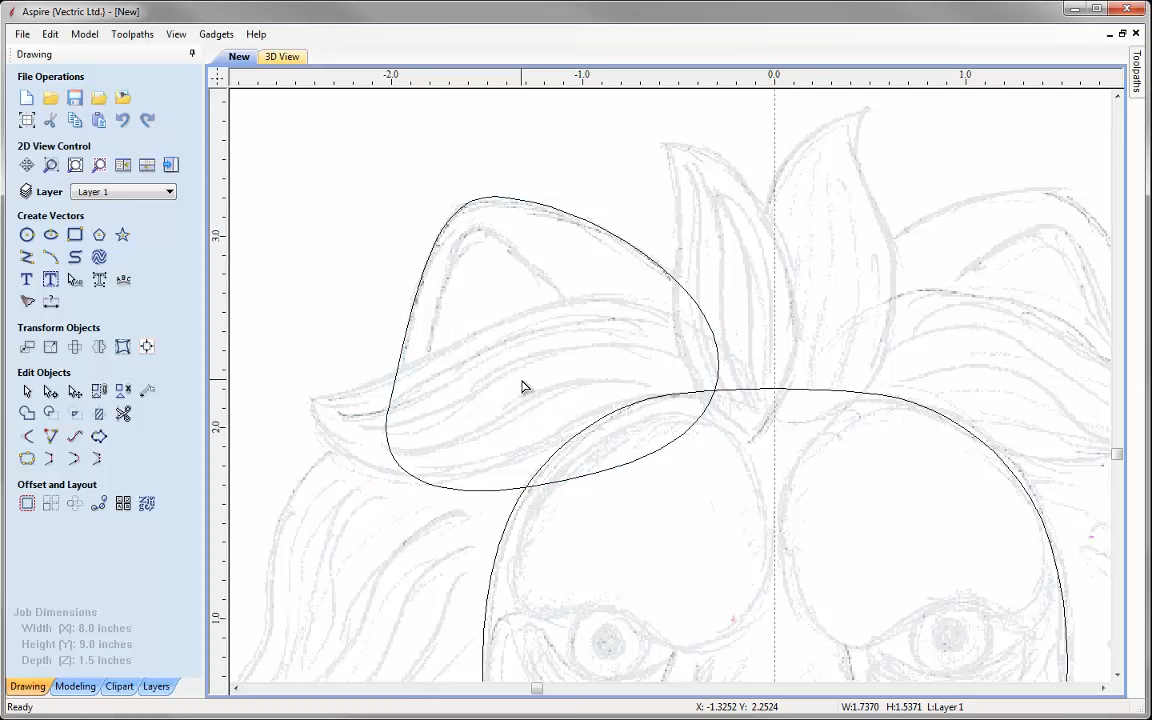 Aspire {Vectric Ltd.} - [New]
File Edit Model Toolpaths View Gadgets Help
Drawing
New 3D View
Toolpaths
File Operations
-2.0 -1.0 0.0 1.0
2D View Control
Layer Layer 1
Create Vectors
3.0
Transform Objects
Edit Objects
2.0
Offset and Layout
1.0
Job Dimensions
Width (X): 8.0 inches
Height (Y): 9.0 inches
Depth (Z): 1.5 inches
Drawing Modeling Clipart Layers
Ready X: -1.3252 Y: 2.2524 W:1.7370 H:1.5371 L:Layer 1